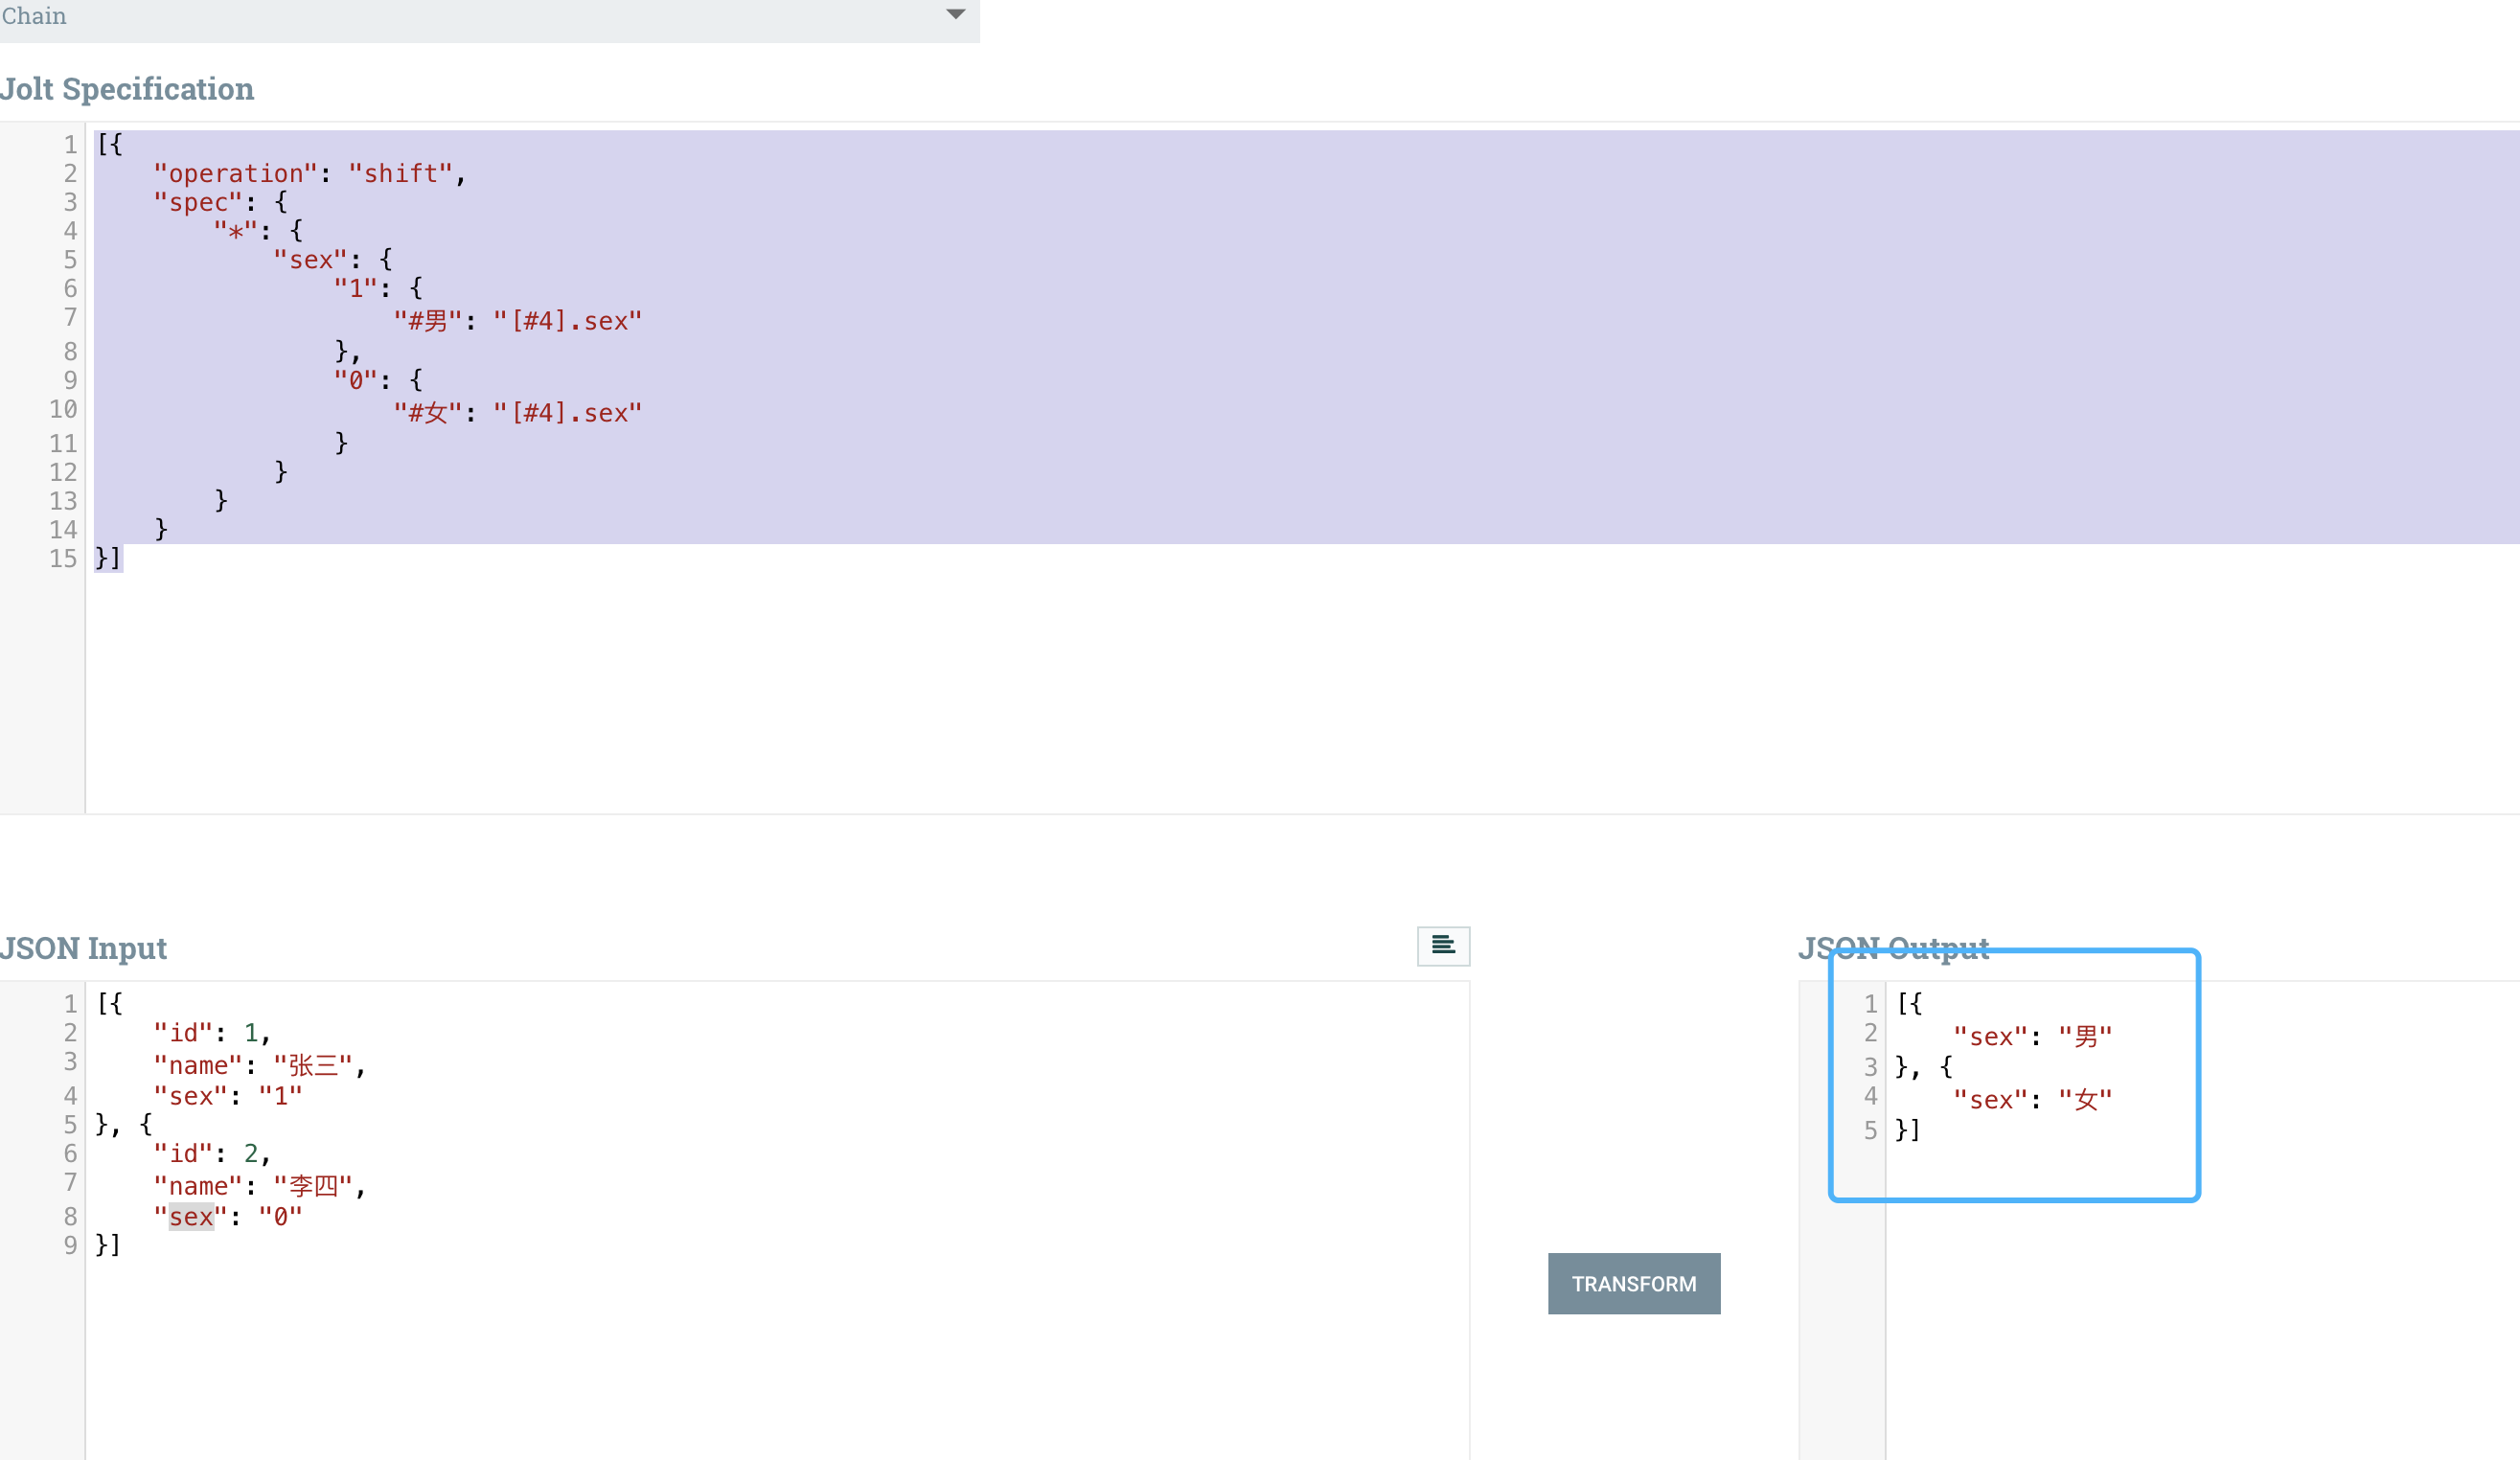 Chain
Jolt Specification
1 [{
2     "operation": "shift",
3     "spec": {
4         "*": {
5             "sex": {
6                 "1": {
7                     "#男": "[#4].sex"
8                 },
9                 "0": {
10                     "#女": "[#4].sex"
11                 }
12             }
13         }
14     }
15 }]
JSON Input
1 [{
2     "id": 1,
3     "name": "张三",
4     "sex": "1"
5 }, {
6     "id": 2,
7     "name": "李四",
8     "sex": "0"
9 }]
TRANSFORM
JSON Output
1 [{
2     "sex": "男"
3 }, {
4     "sex": "女"
5 }]